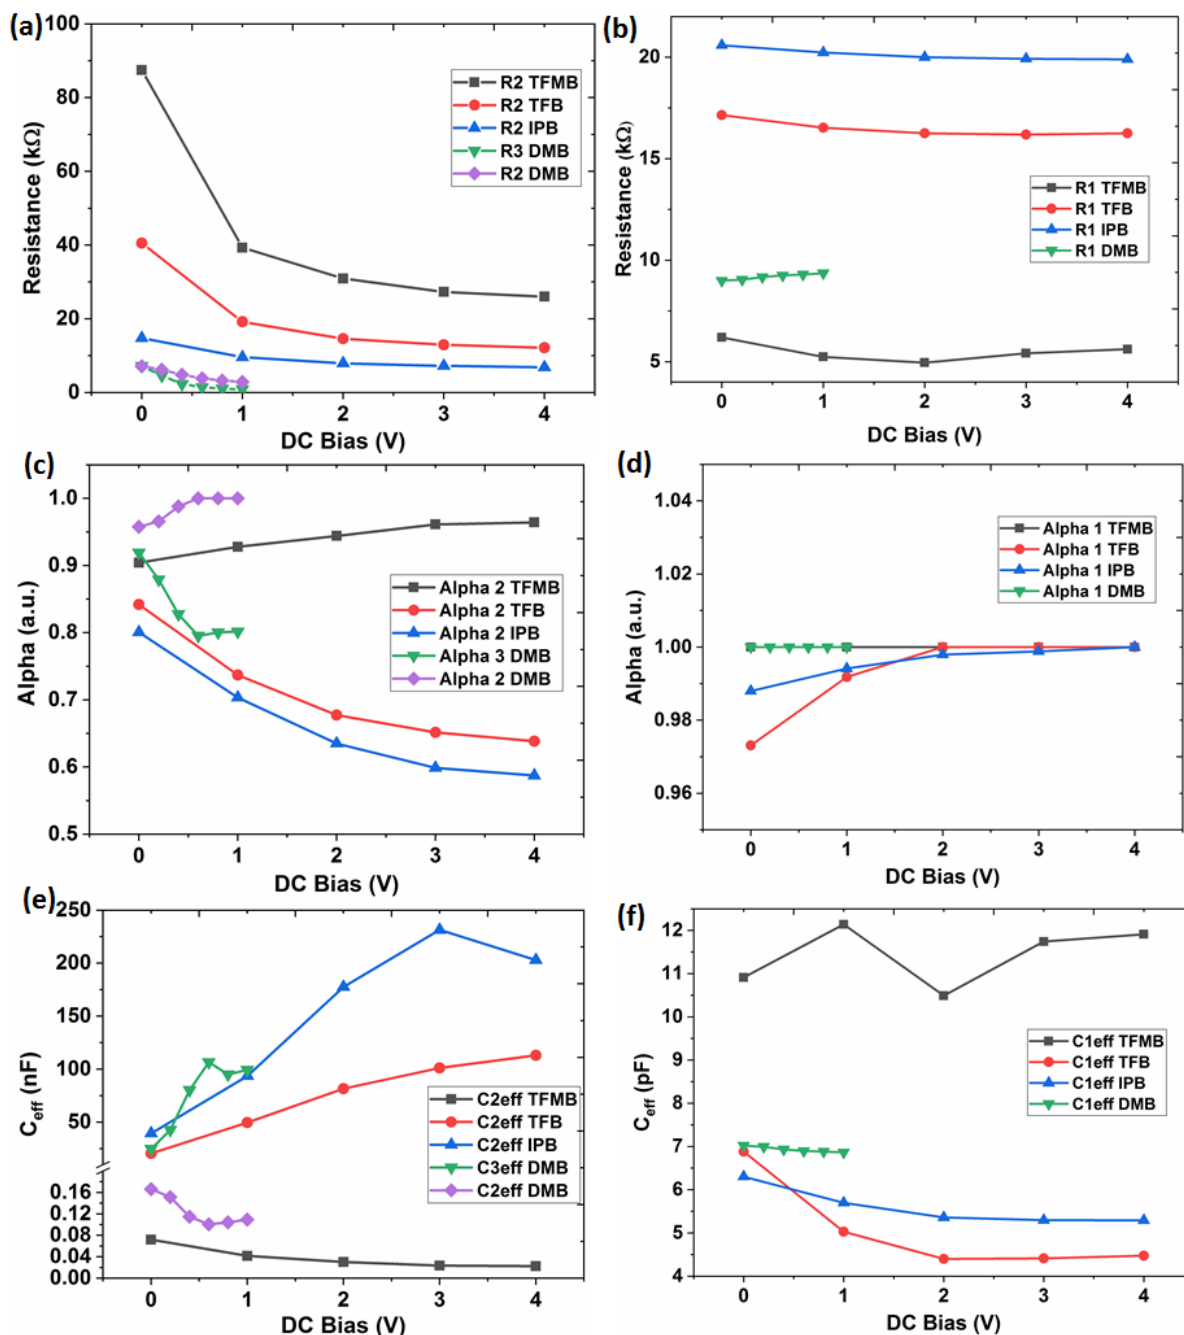 (a)
100
80
60
40
20
0
Resistance (kΩ)
R2 TFMB
R2 TFB
R2 IPB
R3 DMB
R2 DMB
0 1 2 3 4
DC Bias (V)
(b)
20
15
10
5
Resistance (kΩ)
R1 TFMB
R1 TFB
R1 IPB
R1 DMB
0 1 2 3 4
DC Bias (V)
(c)
1.0
0.9
0.8
0.7
0.6
0.5
Alpha (a.u.)
Alpha 2 TFMB
Alpha 2 TFB
Alpha 2 IPB
Alpha 3 DMB
Alpha 2 DMB
0 1 2 3 4
DC Bias (V)
(d)
1.04
1.02
1.00
0.98
0.96
Alpha (a.u.)
Alpha 1 TFMB
Alpha 1 TFB
Alpha 1 IPB
Alpha 1 DMB
0 1 2 3 4
DC Bias (V)
(e)
250
200
150
100
50
0.16
0.12
0.08
0.04
0.00
Ceff (nF)
C2eff TFMB
C2eff TFB
C2eff IPB
C3eff DMB
C2eff DMB
0 1 2 3 4
DC Bias (V)
(f)
12
11
10
9
8
7
6
5
4
Ceff (pF)
C1eff TFMB
C1eff TFB
C1eff IPB
C1eff DMB
0 1 2 3 4
DC Bias (V)